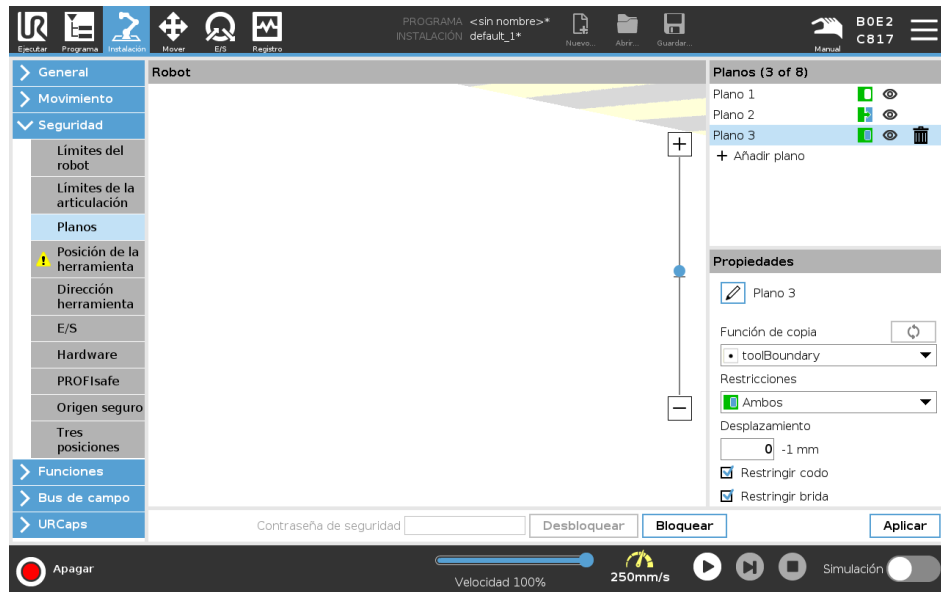 UR
Ejecutar
Programa
Instalación
Mover
E/S
Registro
PROGRAMA <sin nombre>*
INSTALACIÓN default_1*
Nuevo...
Abrir...
Guardar...
Manual
B0E2
C817
General
Movimiento
Seguridad
Límites del
robot
Límites de la
articulación
Planos
Posición de la
herramienta
Dirección
herramienta
E/S
Hardware
PROFIsafe
Origen seguro
Tres
posiciones
Funciones
Bus de campo
URCaps
Robot
Planos (3 of 8)
Plano 1
Plano 2
Plano 3
+ Añadir plano
Propiedades
Plano 3
Función de copia
toolBoundary
Restricciones
Ambos
Desplazamiento
0 -1 mm
Restringir codo
Restringir brida
Contraseña de seguridad
Desbloquear
Bloquear
Aplicar
Apagar
Velocidad 100%
250mm/s
Simulación